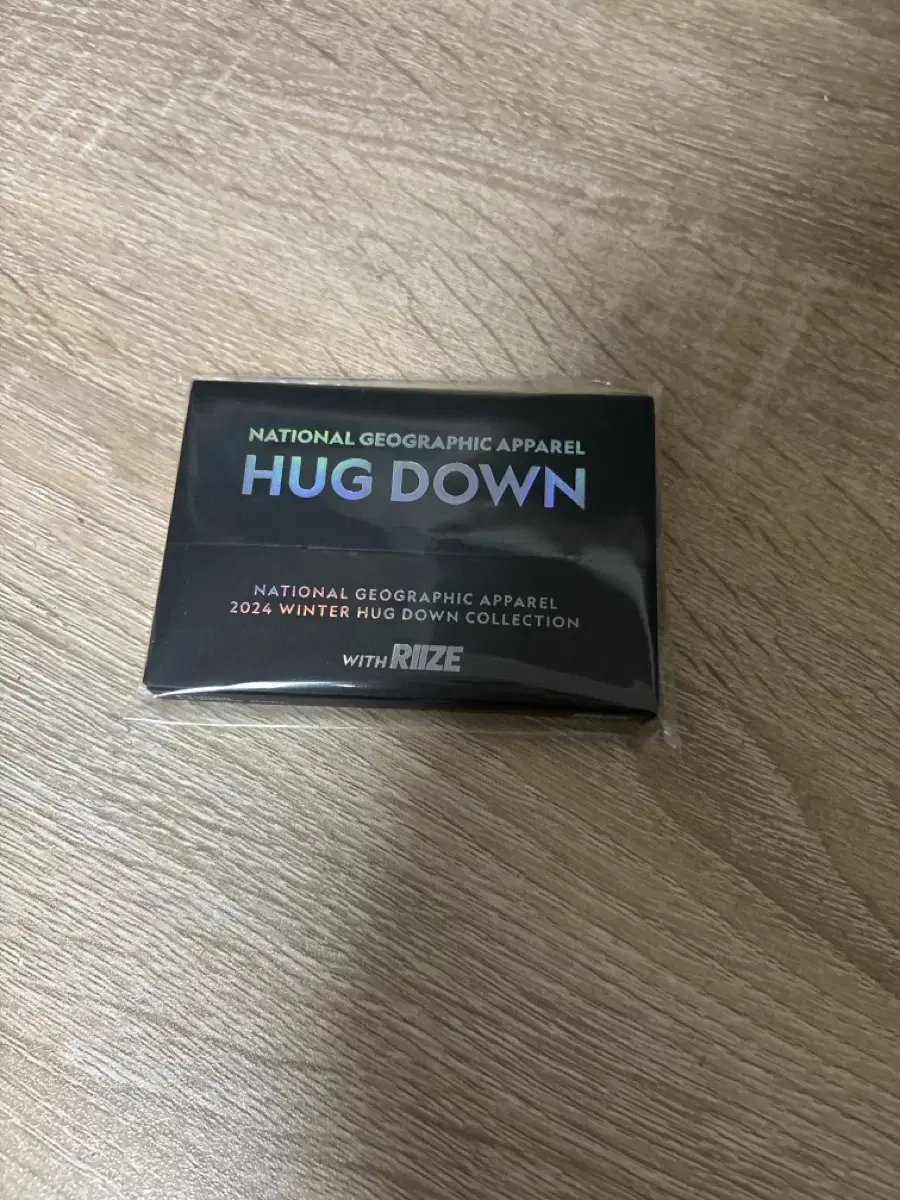 NATIONAL GEOGRAPHIC APPAREL
HUG DOWN
NATIONAL GEOGRAPHIC APPAREL
2024 WINTER HUG DOWN COLLECTION
WITH RIIZE